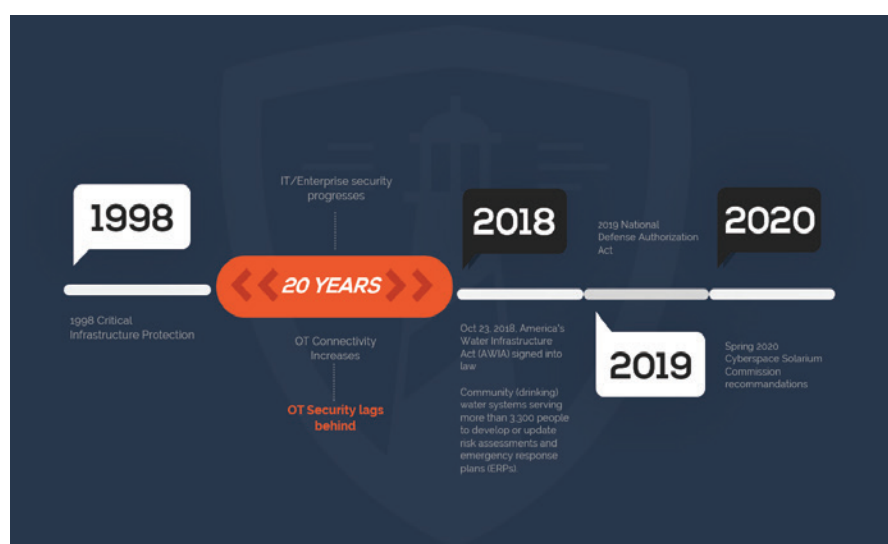 1998
1998 Critical
Infrastructure Protection
IT/Enterprise security
progresses
20 YEARS
OT Connectivity
Increases
OT Security lags
behind
2018
Oct 23, 2018, America's
Water Infrastructure
Act (AWIA) signed into
law
Community (drinking)
water systems serving
more than 3,300 people
to develop or update
risk assessments and
emergency response
plans (ERPs).
2019 National
Defense Authorization
Act
2019
2020
Spring 2020
Cyberspace Solarium
Commission
recommandations